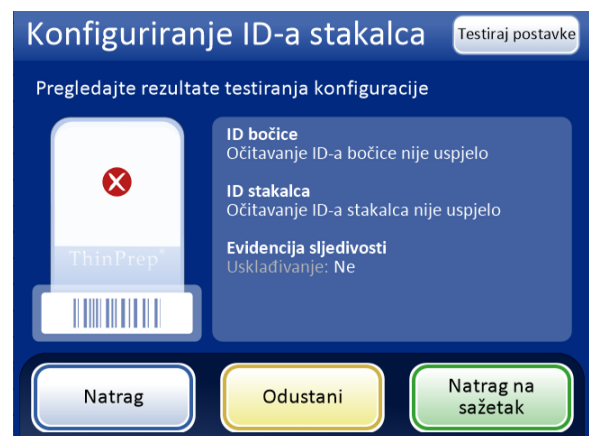 Konfiguriranje ID-a stakalca
Testiraj postavke
Pregledajte rezultate testiranja konfiguracije
ThinPrep®
ID bočice
Očitavanje ID-a bočice nije uspjelo
ID stakalca
Očitavanje ID-a stakalca nije uspjelo
Evidencija sljedivosti
Usklađivanje: Ne
Natrag
Odustani
Natrag na
sažetak